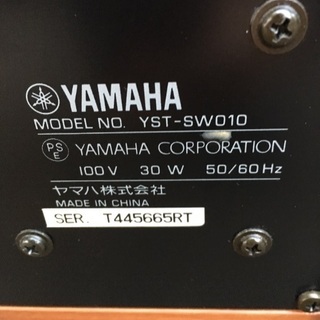 YAMAHA
MODEL NO. YST-SW010
PS E YAMAHA CORPORATION
100V 30W 50/60Hz
ヤマハ株式会社
MADE IN CHINA
SER. T445665RT